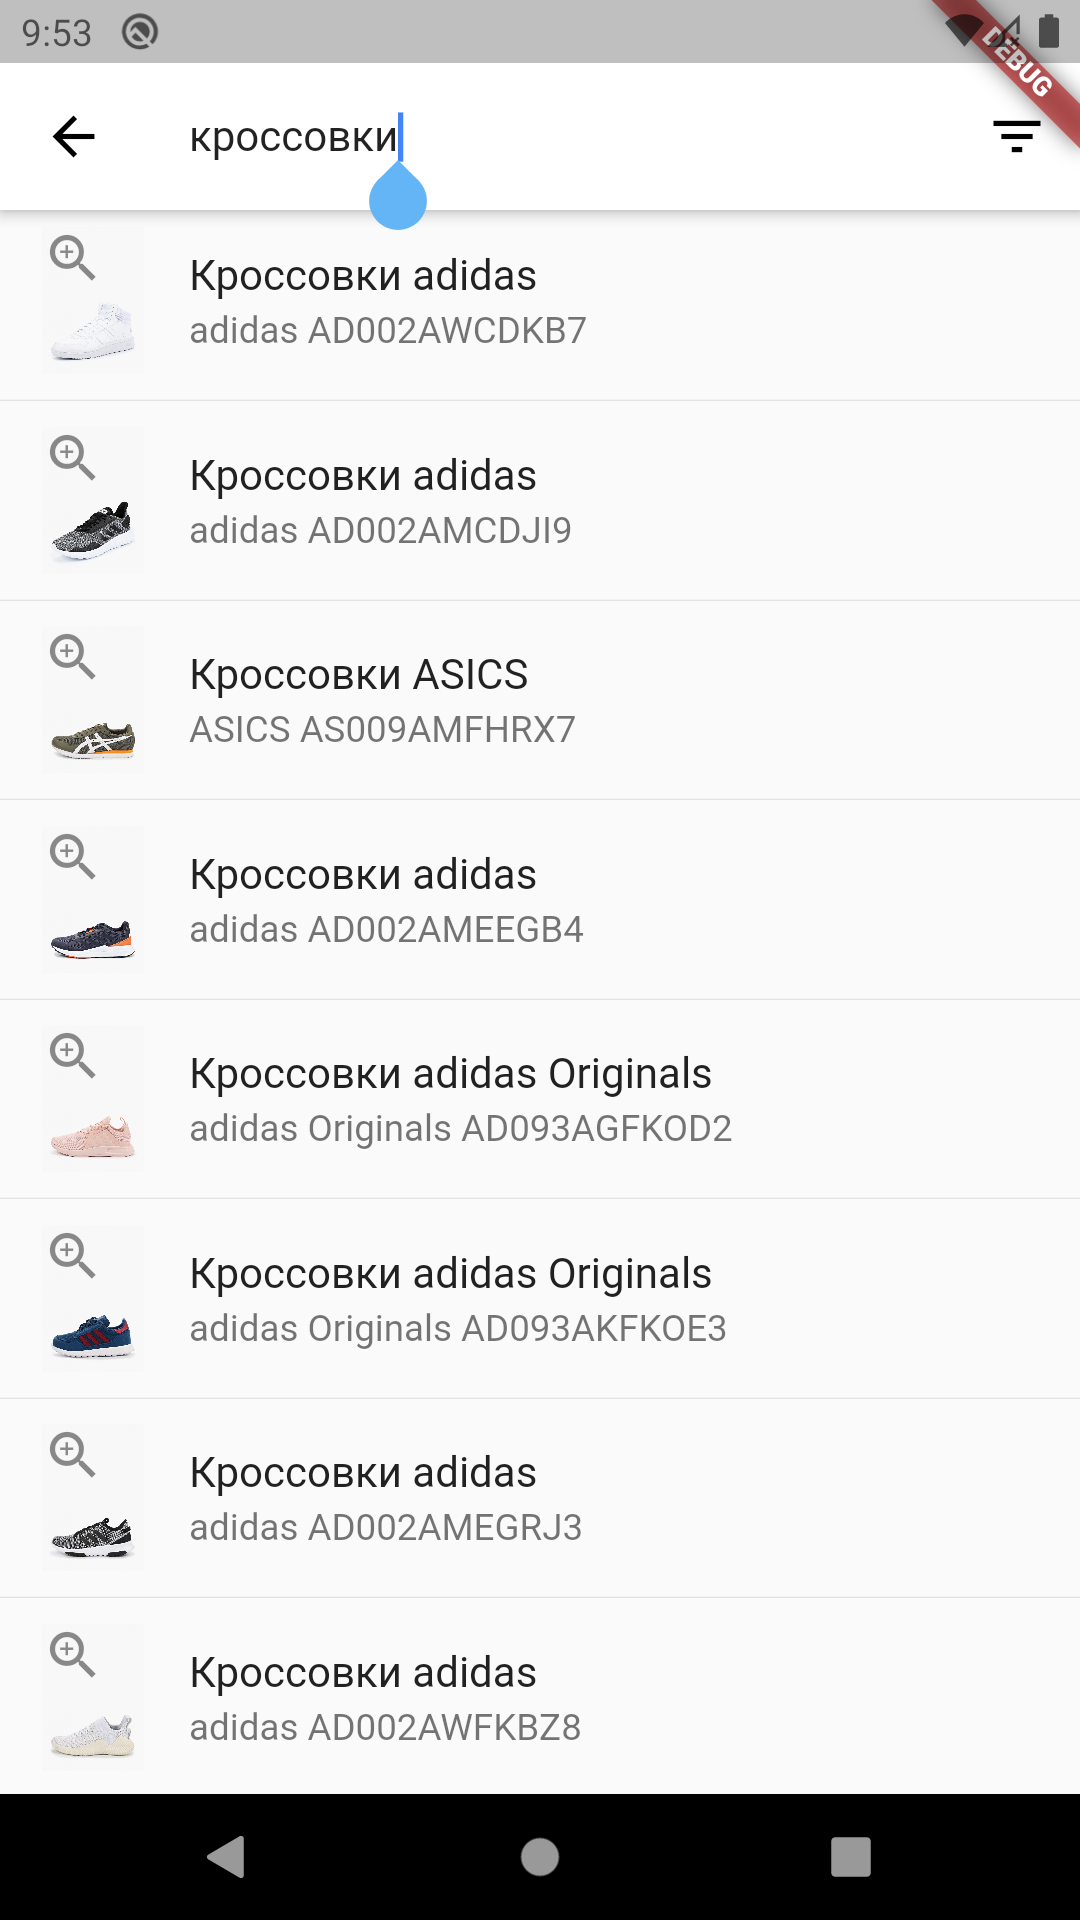 9:53
DEBUG
кроссовки
Кроссовки adidas
adidas AD002AWCDKB7
Кроссовки adidas
adidas AD002AMCDJI9
Кроссовки ASICS
ASICS AS009AMFHRX7
Кроссовки adidas
adidas AD002AMEEGB4
Кроссовки adidas Originals
adidas Originals AD093AGFKOD2
Кроссовки adidas Originals
adidas Originals AD093AKFKOE3
Кроссовки adidas
adidas AD002AMEGRJ3
Кроссовки adidas
adidas AD002AWFKBZ8